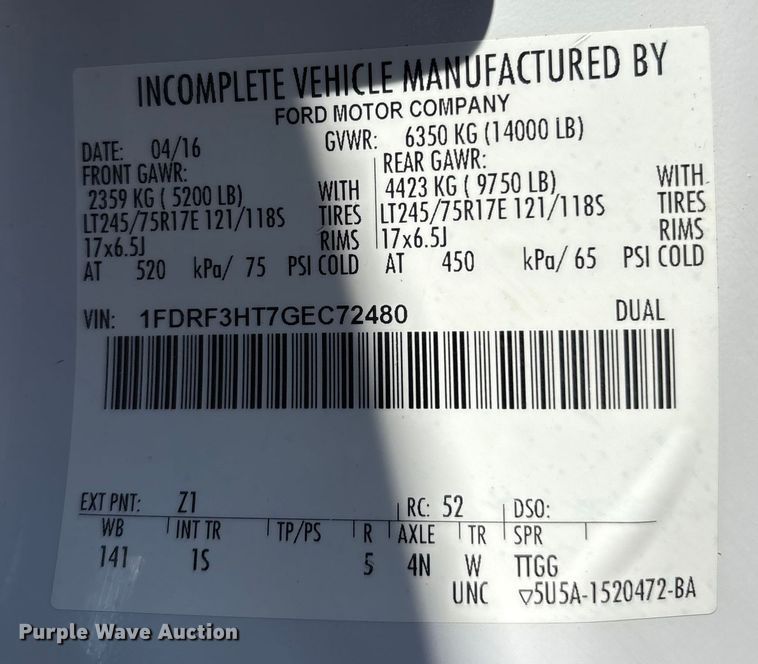 INCOMPLETE VEHICLE MANUFACTURED BY
FORD MOTOR COMPANY
DATE: 04/16 GVWR: 6350 KG (14000 LB)
FRONT GAWR: REAR GAWR:
2359 KG ( 5200 LB) WITH 4423 KG ( 9750 LB) WITH
LT245/75R17E 121/118S TIRES LT245/75R17E 121/118S TIRES
17x6.5J RIMS 17x6.5J RIMS
AT 520 kPa/ 75 PSI COLD AT 450 kPa/ 65 PSI COLD
VIN: 1FDRF3HT7GEC72480 DUAL
EXT PNT: Z1 RC: 52 DSO:
WB INT TR TP/PS R AXLE TR SPR
141 1S 5 4N W TTGG
UNC ▽5U5A-1520472-BA
Purple Wave Auction